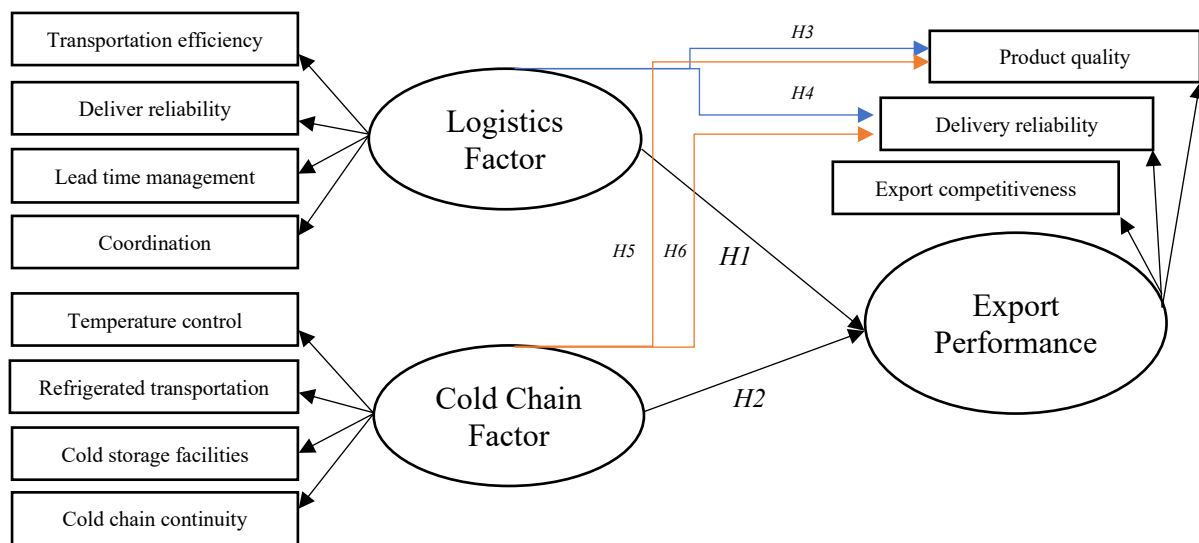 Transportation efficiency
Deliver reliability
Lead time management
Coordination
Temperature control
Refrigerated transportation
Cold storage facilities
Cold chain continuity
Logistics
Factor
Cold Chain
Factor
H3
H4
H5
H6
H1
H2
Product quality
Delivery reliability
Export competitiveness
Export
Performance